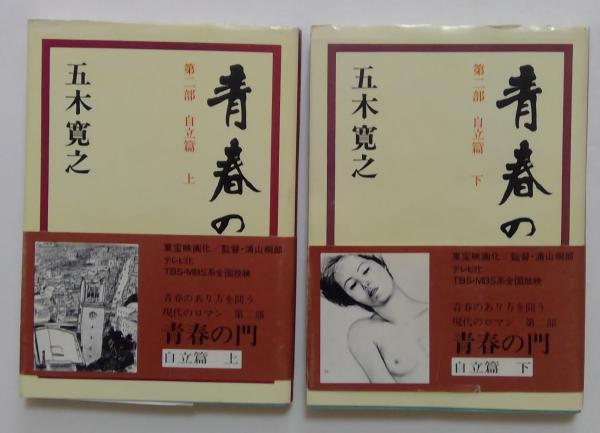 青春の
第二部 自立篇 上
五木寛之
東宝映画化／監督・浦山桐郎
テレビ化
TBS・MBS系全国放映
青春のあり方を問う
現代のロマン 第二部
青春の門
自立篇 上
青春の
第二部 自立篇 下
五木寛之
東宝映画化／監督・浦山桐郎
テレビ化
TBS・MBS系全国放映
青春のあり方を問う
現代のロマン 第二部
青春の門
自立篇 下